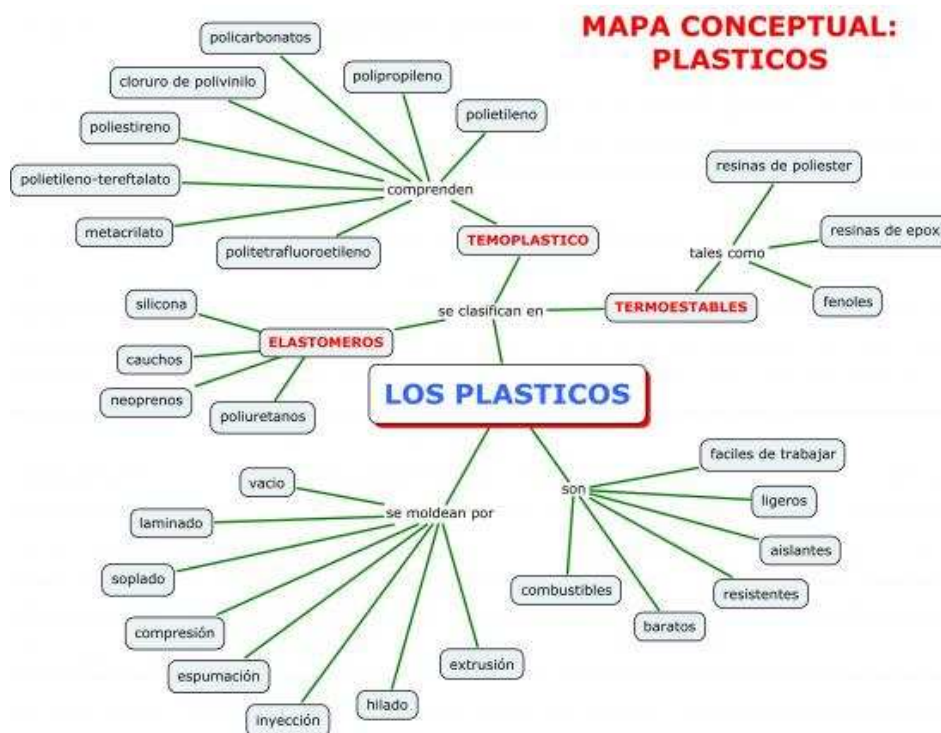 MAPA CONCEPTUAL:
PLASTICOS
policarbonatos
cloruro de polivinilo
polipropileno
poliestireno
polietileno
polietileno-tereftalato
metacrilato
politetrafluoroetileno
comprenden
TEMOPLASTICO
resinas de poliester
resinas de epox
tales como
fenoles
TERMOESTABLES
se clasifican en
silicona
ELASTOMEROS
cauchos
neoprenos
poliuretanos
LOS PLASTICOS
vacio
se moldean por
laminado
soplado
compresión
espumación
inyección
hilado
extrusión
son
faciles de trabajar
ligeros
aislantes
resistentes
baratos
combustibles